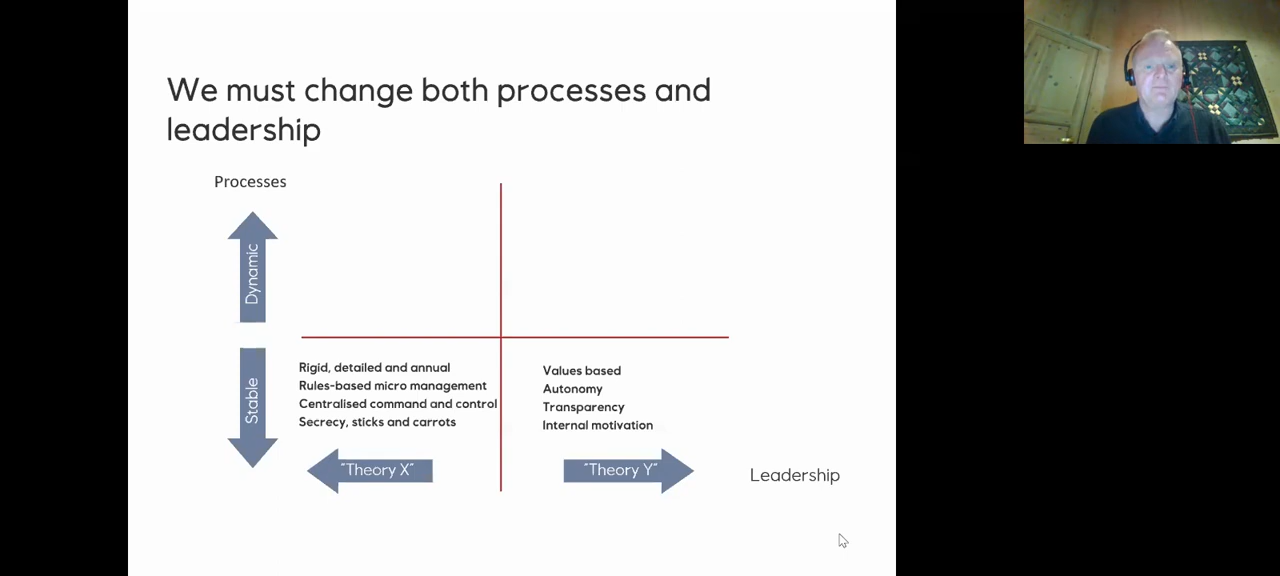 We must change both processes and
leadership
Processes
Dynamic
Stable
Rigid, detailed and annual
Rules-based micro management
Centralised command and control
Secrecy, sticks and carrots
Values based
Autonomy
Transparency
Internal motivation
"Theory X"
"Theory Y"
Leadership